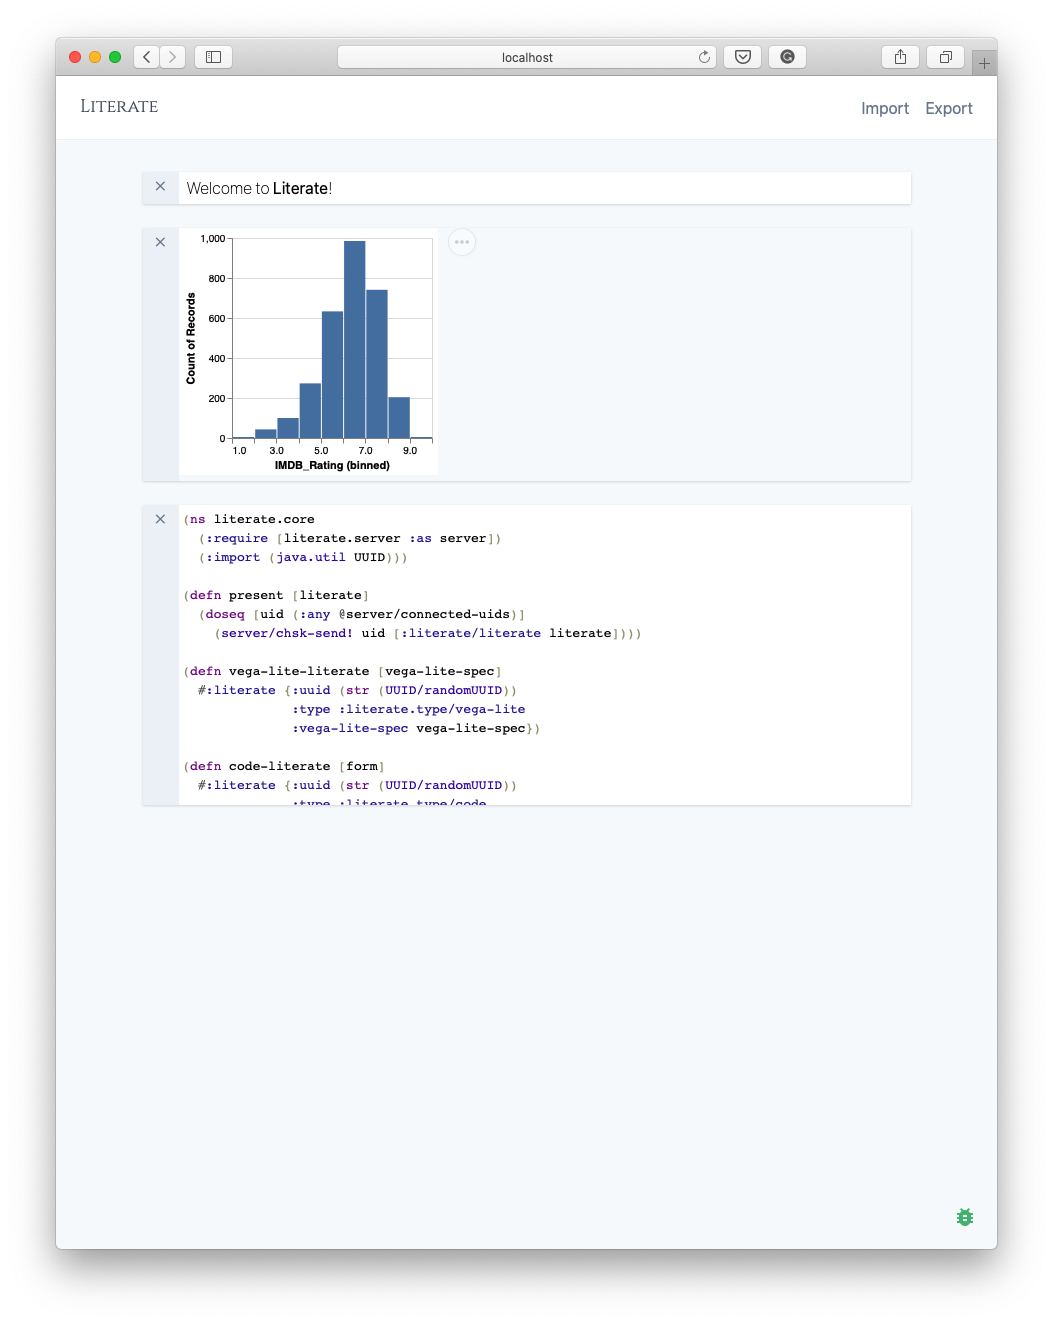 localhost
LITERATE
Import Export
Welcome to Literate!
1,000
800
600
400
200
0
Count of Records
1.0 3.0 5.0 7.0 9.0
IMDB_Rating (binned)
(ns literate.core
  (:require [literate.server :as server])
  (:import (java.util UUID)))
(defn present [literate]
  (doseq [uid (:any @server/connected-uids)]
    (server/chsk-send! uid [:literate/literate literate])))
(defn vega-lite-literate [vega-lite-spec]
  #:literate {:uuid (str (UUID/randomUUID))
              :type :literate.type/vega-lite
              :vega-lite-spec vega-lite-spec})
(defn code-literate [form]
  #:literate {:uuid (str (UUID/randomUUID))
              :type :literate.type/code